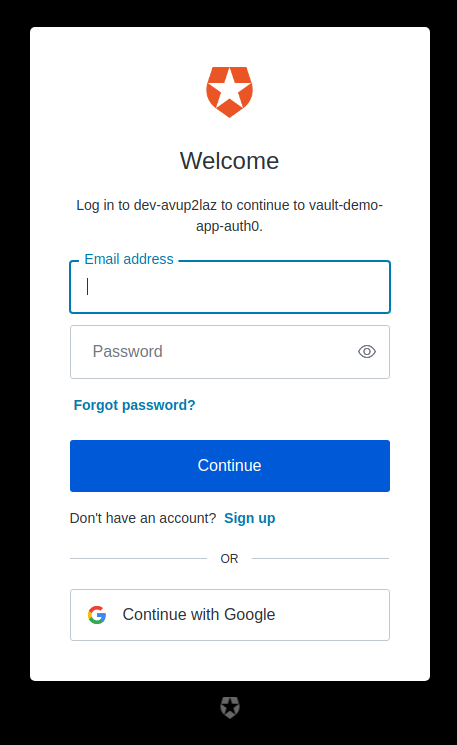 Welcome
Log in to dev-avup2laz to continue to vault-demo-
app-auth0.
Email address
Password
Forgot password?
Continue
Don't have an account? Sign up
OR
Continue with Google